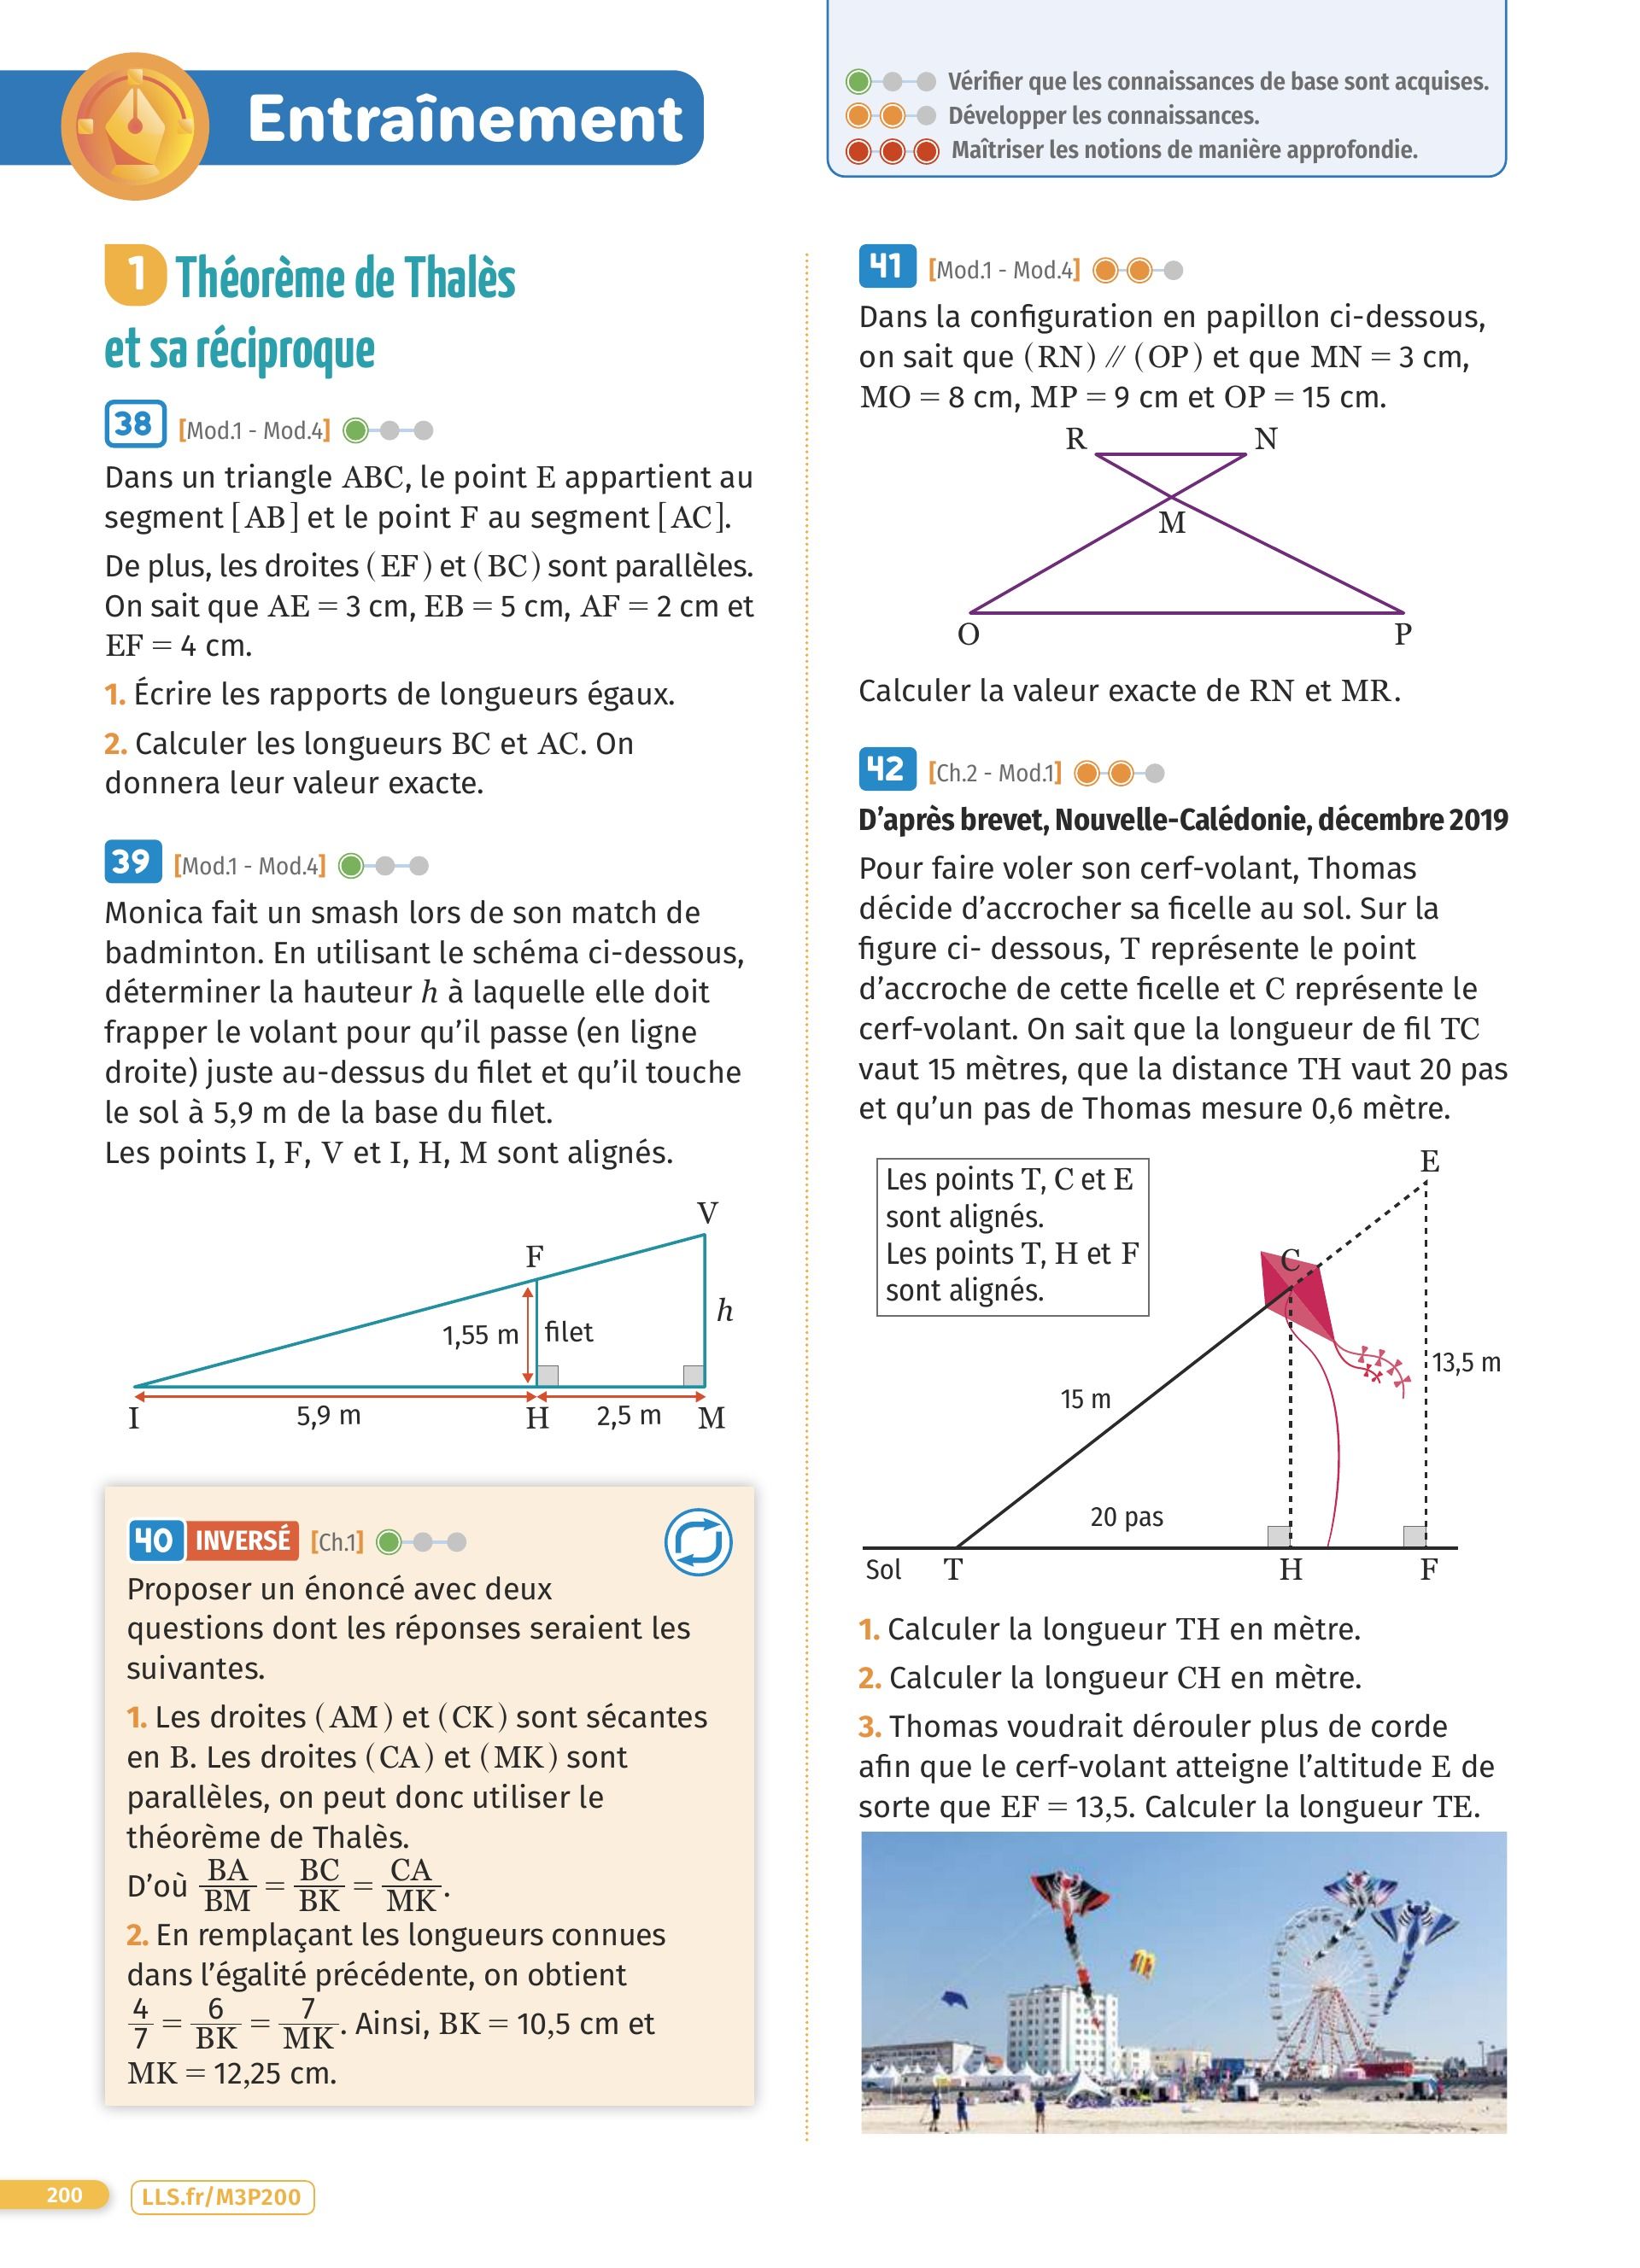 Entraînement
Vérifier que les connaissances de base sont acquises.
Développer les connaissances.
Maîtriser les notions de manière approfondie.
1 Théorème de Thalès
et sa réciproque
38 [Mod.1 - Mod.4]
Dans un triangle ABC, le point E appartient au
segment [AB] et le point F au segment [AC].
De plus, les droites (EF) et (BC) sont parallèles.
On sait que AE = 3 cm, EB = 5 cm, AF = 2 cm et
EF = 4 cm.
1. Écrire les rapports de longueurs égaux.
2. Calculer les longueurs BC et AC. On
donnera leur valeur exacte.
39 [Mod.1 - Mod.4]
Monica fait un smash lors de son match de
badminton. En utilisant le schéma ci-dessous,
déterminer la hauteur h à laquelle elle doit
frapper le volant pour qu'il passe (en ligne
droite) juste au-dessus du filet et qu'il touche
le sol à 5,9 m de la base du filet.
Les points I, F, V et I, H, M sont alignés.
V
F
h
1,55 m filet
I 5,9 m H 2,5 m M
40 INVERSÉ [Ch.1]
Proposer un énoncé avec deux
questions dont les réponses seraient les
suivantes.
1. Les droites (AM) et (CK) sont sécantes
en B. Les droites (CA) et (MK) sont
parallèles, on peut donc utiliser le
théorème de Thalès.
D'où BA/BM = BC/BK = CA/MK.
2. En remplaçant les longueurs connues
dans l'égalité précédente, on obtient
4/7 = 6/BK = 7/MK. Ainsi, BK = 10,5 cm et
MK = 12,25 cm.
41 [Mod.1 - Mod.4]
Dans la configuration en papillon ci-dessous,
on sait que (RN) // (OP) et que MN = 3 cm,
MO = 8 cm, MP = 9 cm et OP = 15 cm.
R N
M
O P
Calculer la valeur exacte de RN et MR.
42 [Ch.2 - Mod.1]
D'après brevet, Nouvelle-Calédonie, décembre 2019
Pour faire voler son cerf-volant, Thomas
décide d'accrocher sa ficelle au sol. Sur la
figure ci- dessous, T représente le point
d'accroche de cette ficelle et C représente le
cerf-volant. On sait que la longueur de fil TC
vaut 15 mètres, que la distance TH vaut 20 pas
et qu'un pas de Thomas mesure 0,6 mètre.
E
Les points T, C et E
sont alignés.
Les points T, H et F
sont alignés.
C
13,5 m
15 m
20 pas
Sol T H F
1. Calculer la longueur TH en mètre.
2. Calculer la longueur CH en mètre.
3. Thomas voudrait dérouler plus de corde
afin que le cerf-volant atteigne l'altitude E de
sorte que EF = 13,5. Calculer la longueur TE.
200 LLS.fr/M3P200